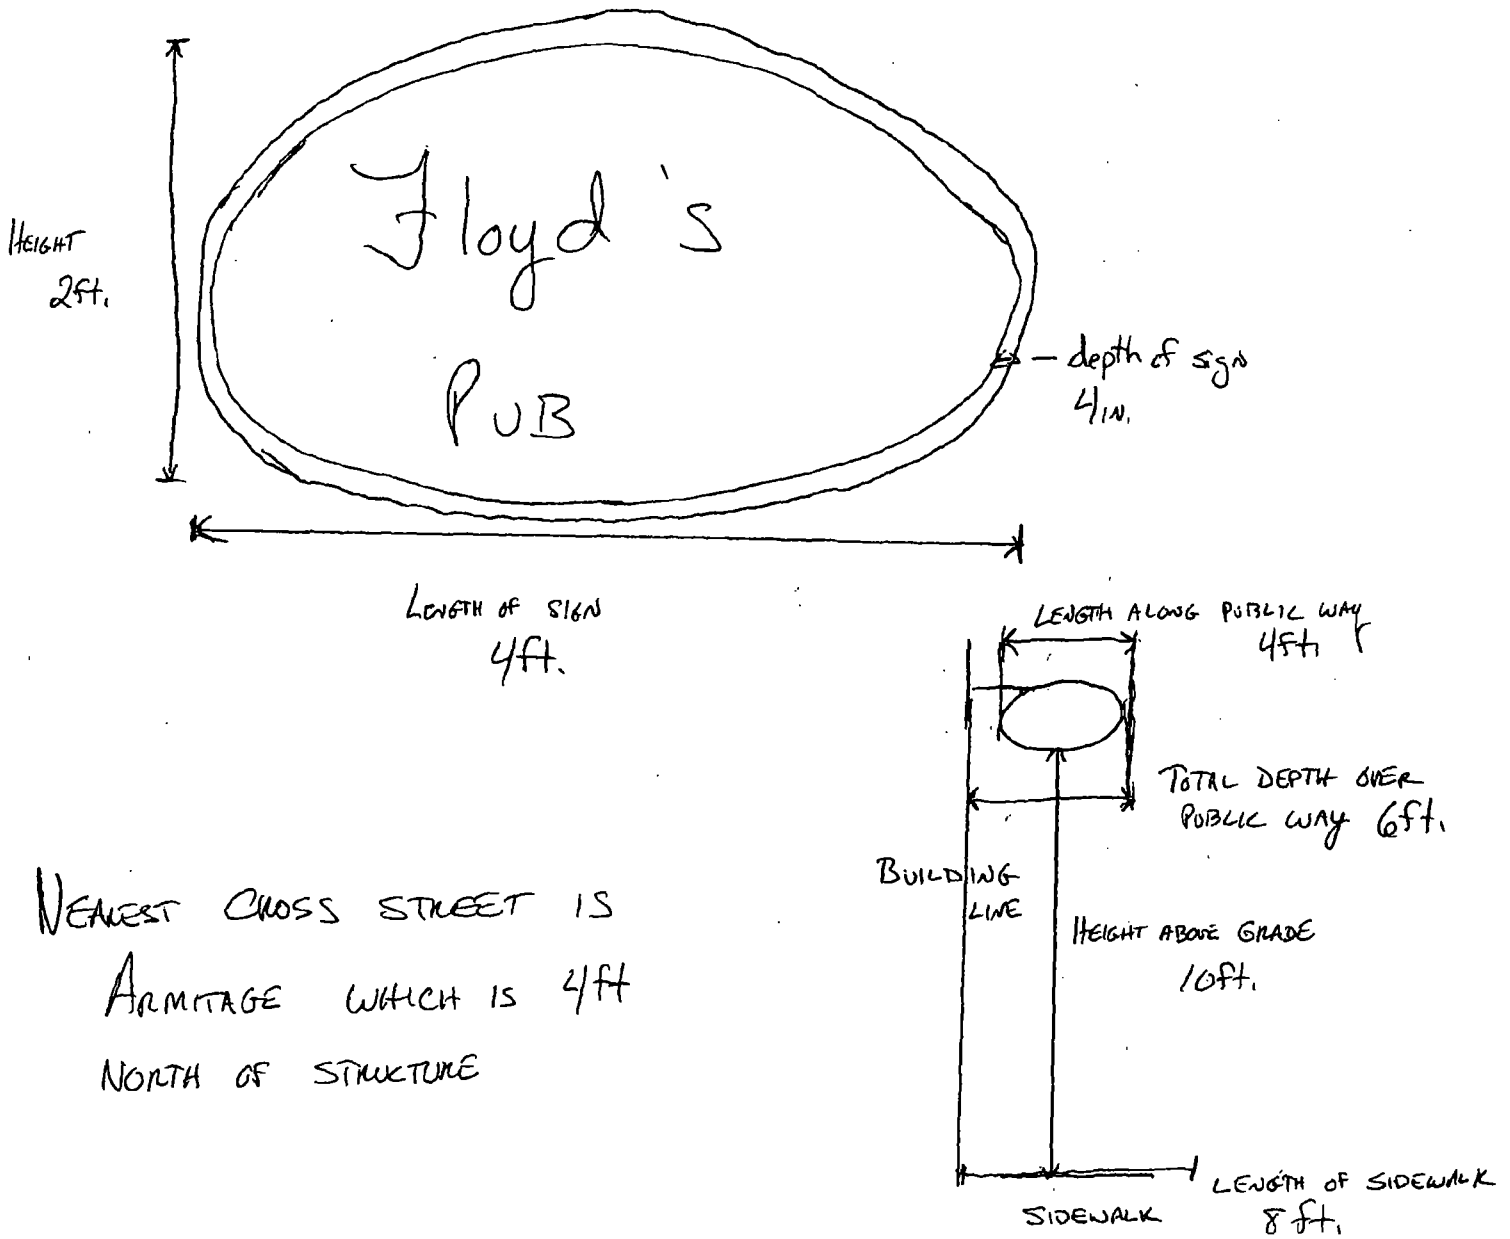 Floyd's
PUB
HEIGHT
2ft.
depth of sign
4IN.
LENGTH OF SIGN
4ft.
LENGTH ALONG PUBLIC WAY
4ft.
TOTAL DEPTH OVER
PUBLIC WAY 6ft.
BUILDING
LINE
HEIGHT ABOVE GRADE
10ft.
NEAREST CROSS STREET IS
ARMITAGE WHICH IS 4ft
NORTH OF STRUCTURE
LENGTH OF SIDEWALK
8ft.
SIDEWALK